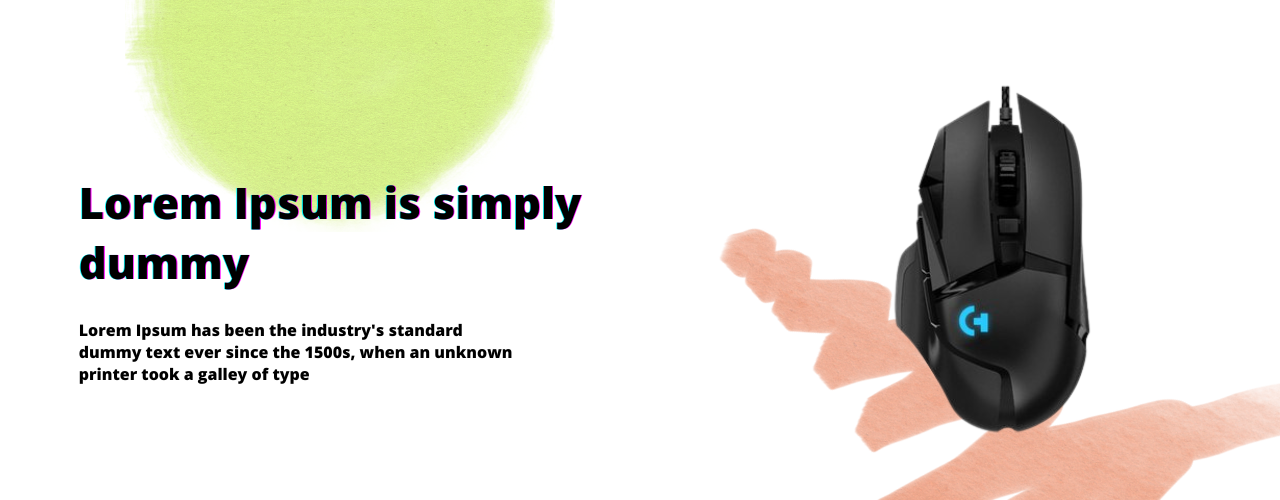 Lorem Ipsum is simply
dummy
Lorem Ipsum has been the industry's standard
dummy text ever since the 1500s, when an unknown
printer took a galley of type